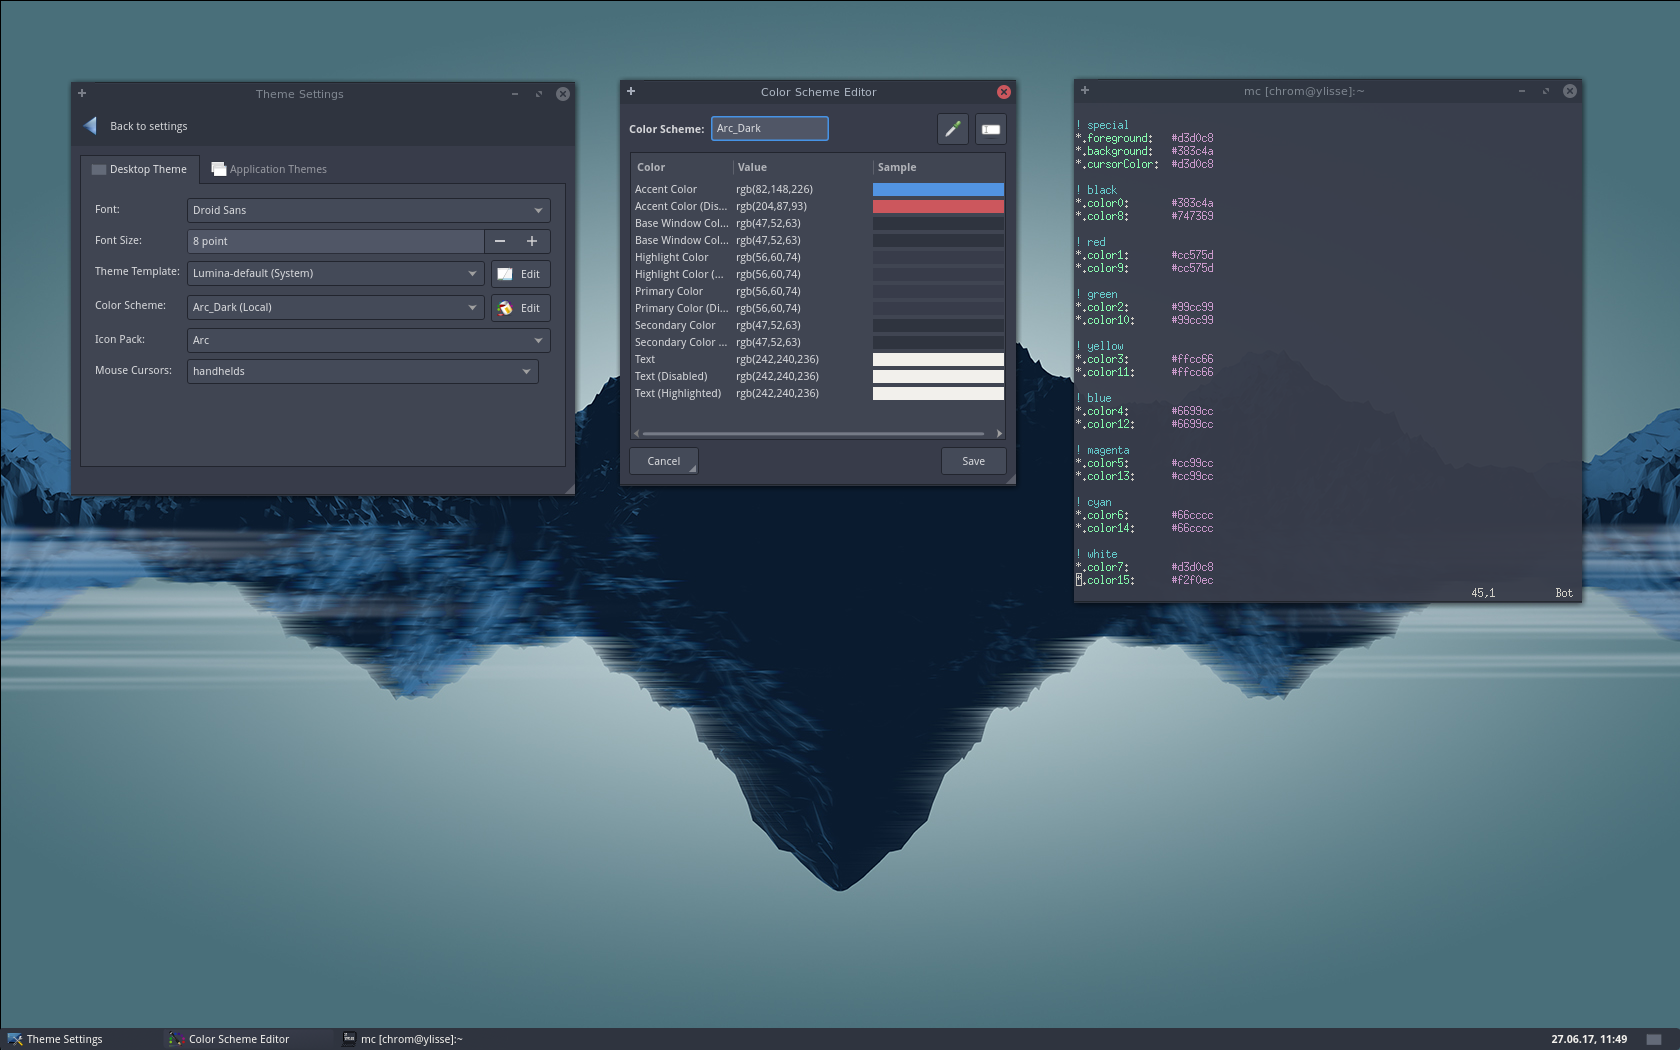 Theme Settings
Back to settings
Desktop Theme
Application Themes
Font:
Droid Sans
Font Size:
8 point
Theme Template:
Lumina-default (System)
Edit
Color Scheme:
Arc_Dark (Local)
Edit
Icon Pack:
Arc
Mouse Cursors:
handhelds
Color Scheme Editor
Color Scheme:
Arc_Dark
Color Value Sample
Accent Color rgb(82,148,226)
Accent Color (Dis... rgb(204,87,93)
Base Window Col... rgb(47,52,63)
Base Window Col... rgb(47,52,63)
Highlight Color rgb(56,60,74)
Highlight Color (... rgb(56,60,74)
Primary Color rgb(56,60,74)
Primary Color (Di... rgb(56,60,74)
Secondary Color rgb(47,52,63)
Secondary Color ... rgb(47,52,63)
Text rgb(242,240,236)
Text (Disabled) rgb(242,240,236)
Text (Highlighted) rgb(242,240,236)
Cancel
Save
mc [chrom@ylisse]:~
! special
*.foreground: #d3d0c8
*.background: #383c4a
*.cursorColor: #d3d0c8
! black
*.color0: #383c4a
*.color8: #747369
! red
*.color1: #cc575d
*.color9: #cc575d
! green
*.color2: #99cc99
*.color10: #99cc99
! yellow
*.color3: #ffcc66
*.color11: #ffcc66
! blue
*.color4: #6699cc
*.color12: #6699cc
! magenta
*.color5: #cc99cc
*.color13: #cc99cc
! cyan
*.color6: #66cccc
*.color14: #66cccc
! white
*.color7: #d3d0c8
*.color15: #f2f0ec
45,1 Bot
Theme Settings
Color Scheme Editor
mc [chrom@ylisse]:~
27.06.17, 11:49